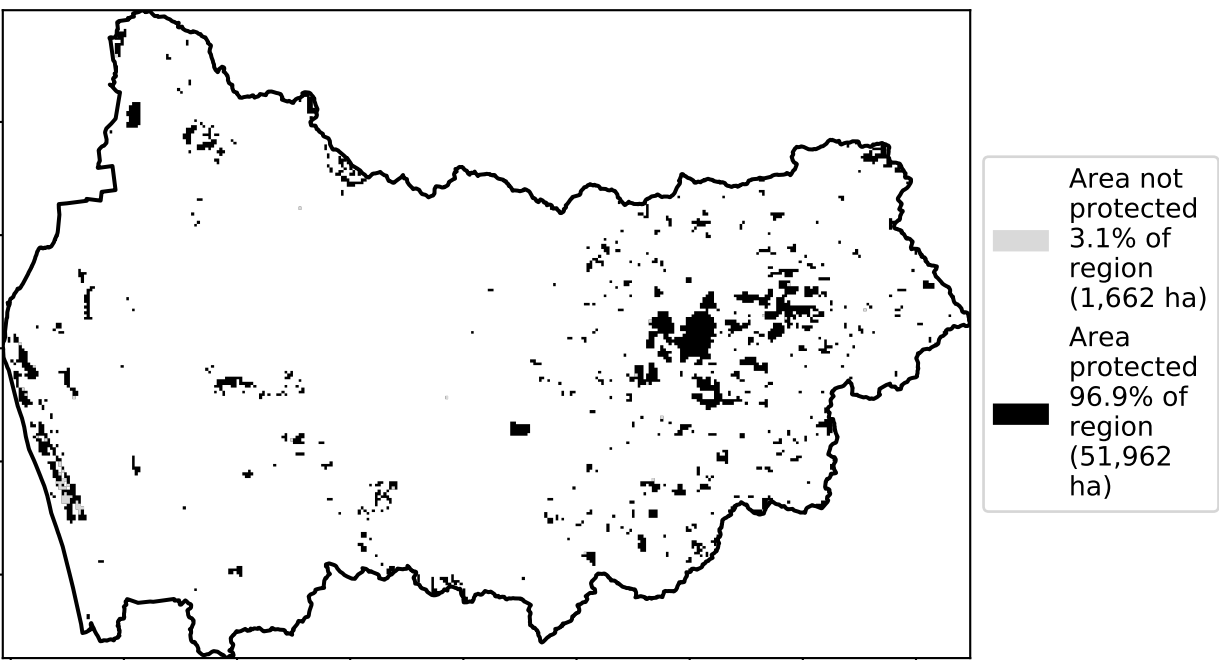 Area not
protected
3.1% of
region
(1,662 ha)
Area
protected
96.9% of
region
(51,962
ha)